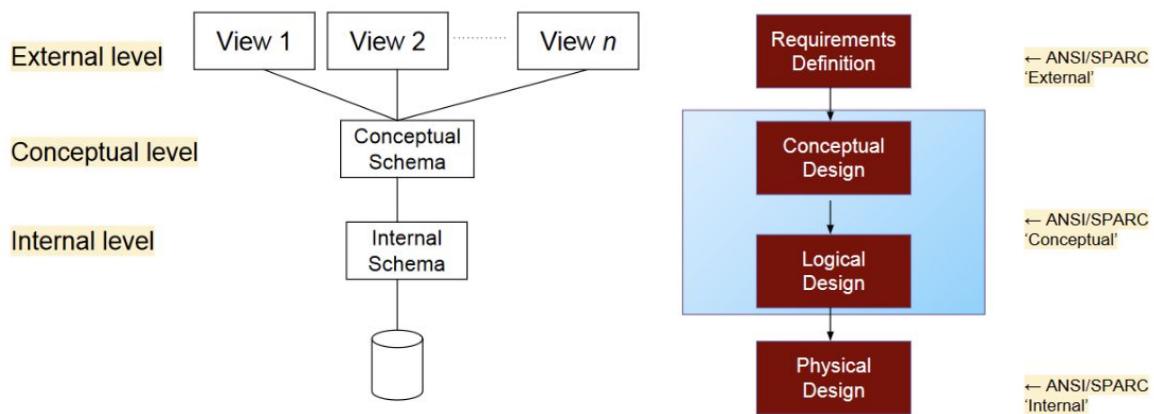 External level
View 1
View 2
View n
Conceptual level
Conceptual
Schema
Internal level
Internal
Schema
Requirements
Definition
← ANSI/SPARC
‘External’
Conceptual
Design
← ANSI/SPARC
‘Conceptual’
Logical
Design
Physical
Design
← ANSI/SPARC
‘Internal’